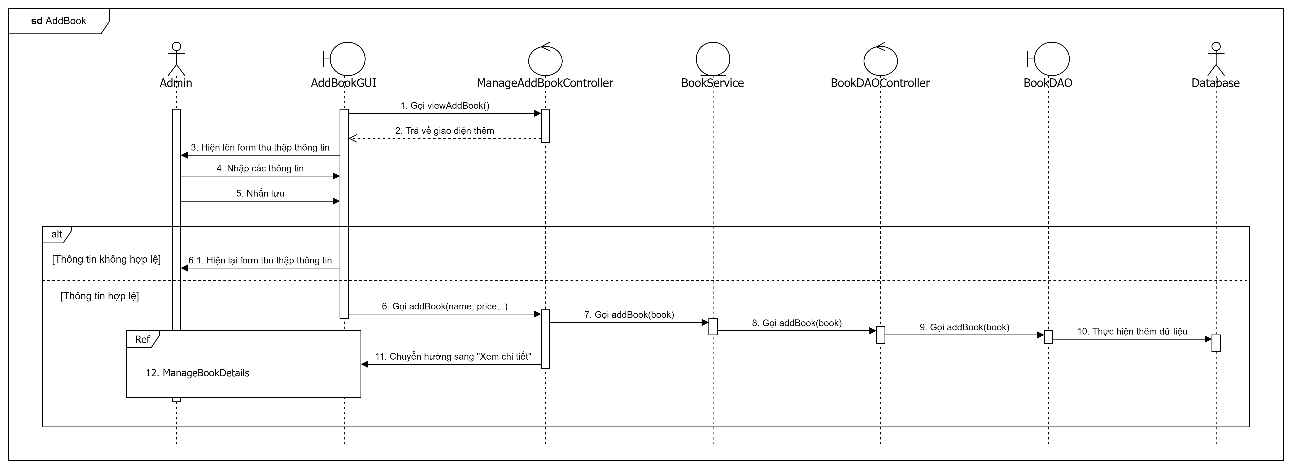 sd AddBook
Admin
AddBookGUI
ManageAddBookController
BookService
BookDAOController
BookDAO
Database
1. Gọi viewAddBook()
2. Trả về giao diện thêm
3. Hiện lên form thu thập thông tin
4. Nhập các thông tin
5. Nhấn lưu
alt
[Thông tin không hợp lệ]
6.1. Hiện lại form thu thập thông tin
[Thông tin hợp lệ]
6. Gọi addBook(name, price,..)
7. Gọi addBook(book)
8. Gọi addBook(book)
9. Gọi addBook(book)
10. Thực hiện thêm dữ liệu
Ref
11. Chuyển hướng sang "Xem chi tiết"
12. ManageBookDetails